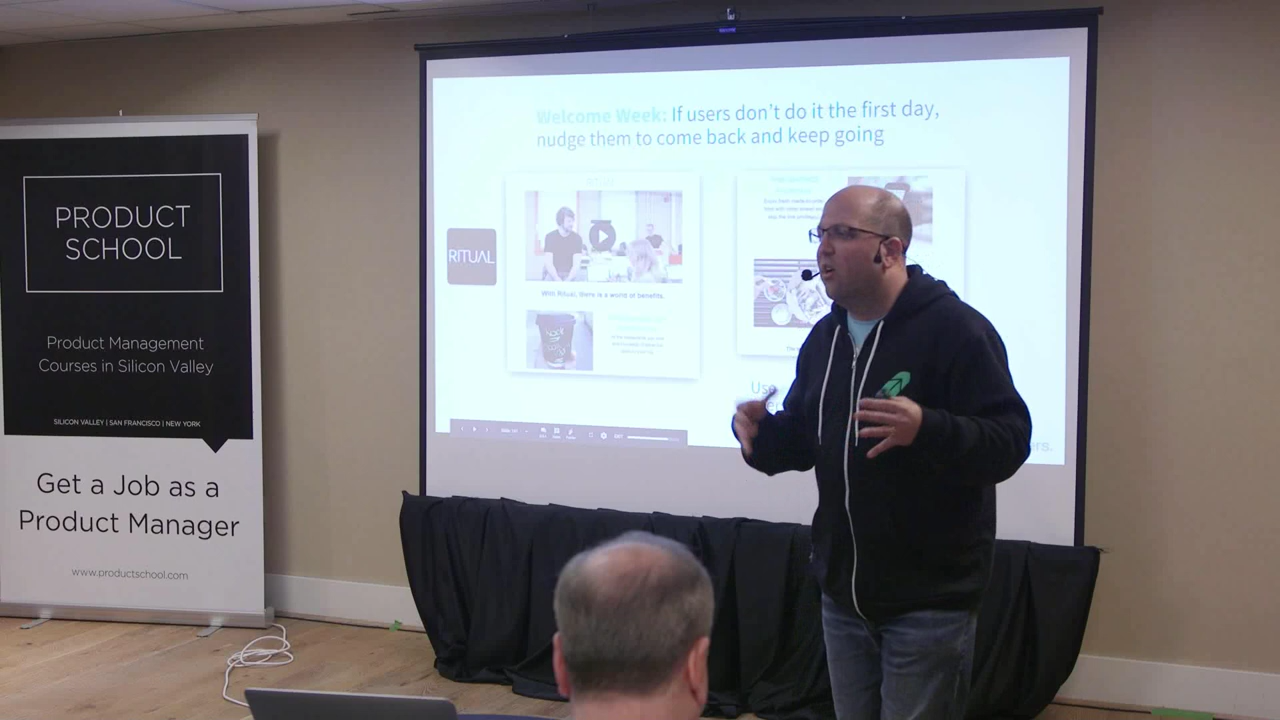 PRODUCT
SCHOOL
Product Management
Courses in Silicon Valley
SILICON VALLEY | SAN FRANCISCO | NEW YORK
Get a Job as a
Product Manager
www.productschool.com
Welcome Week: If users don't do it the first day,
nudge them to come back and keep going
RITUAL
With Ritual, there is a world of benefits
Use
rs.